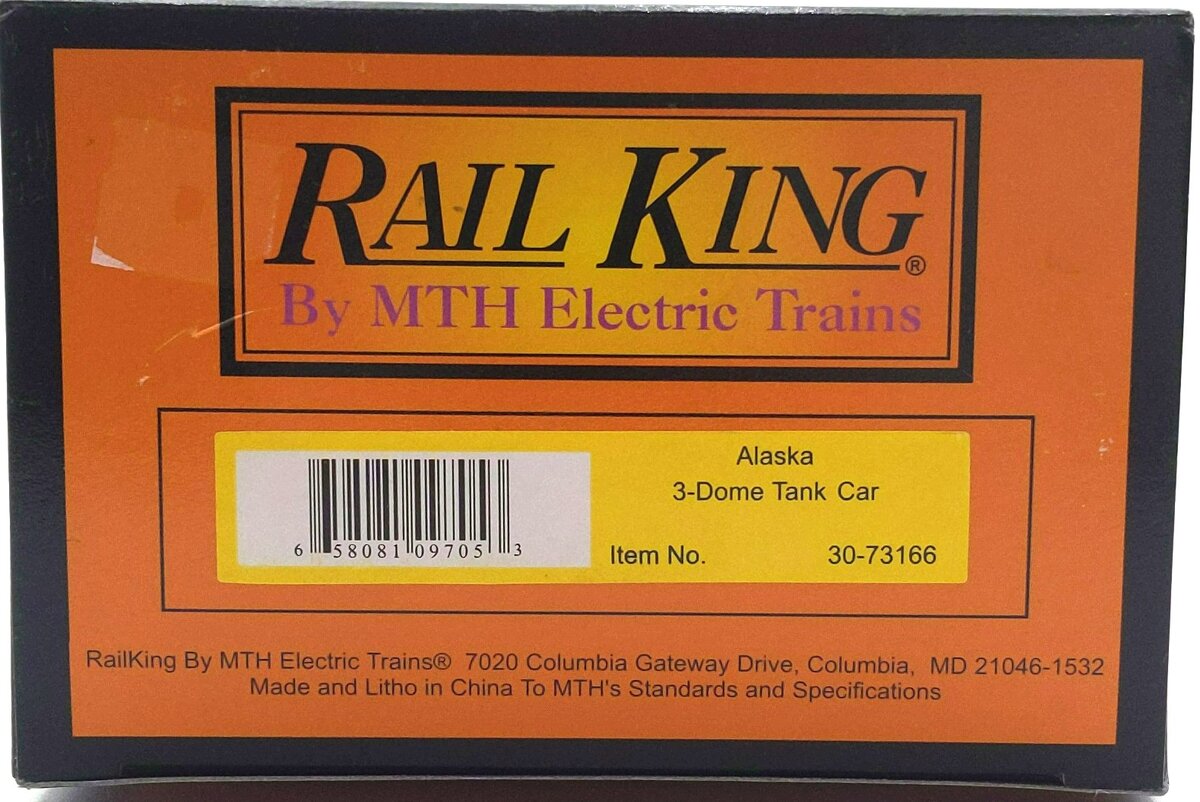 RAIL KING®
By MTH Electric Trains
Alaska
3-Dome Tank Car
6 58081 09705 3
Item No. 30-73166
RailKing By MTH Electric Trains® 7020 Columbia Gateway Drive, Columbia, MD 21046-1532
Made and Litho in China To MTH's Standards and Specifications